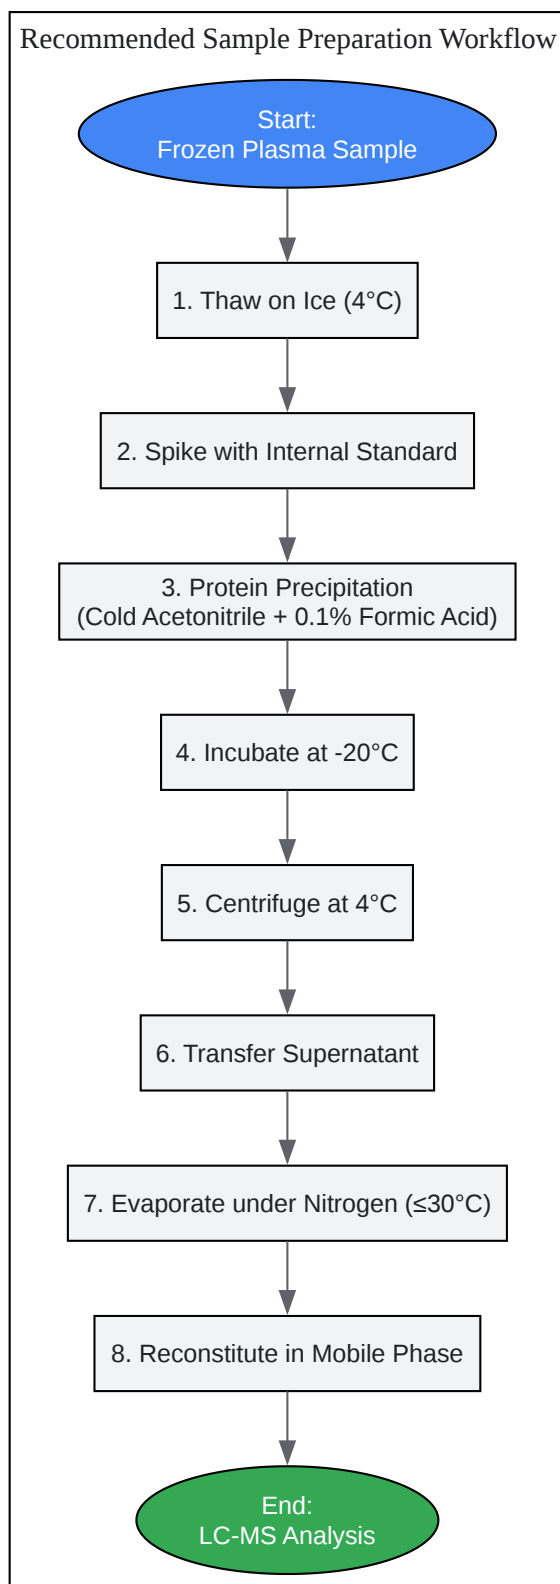 Recommended Sample Preparation Workflow
Start:
Frozen Plasma Sample
1. Thaw on Ice (4°C)
2. Spike with Internal Standard
3. Protein Precipitation
(Cold Acetonitrile + 0.1% Formic Acid)
4. Incubate at -20°C
5. Centrifuge at 4°C
6. Transfer Supernatant
7. Evaporate under Nitrogen (≤30°C)
8. Reconstitute in Mobile Phase
End:
LC-MS Analysis